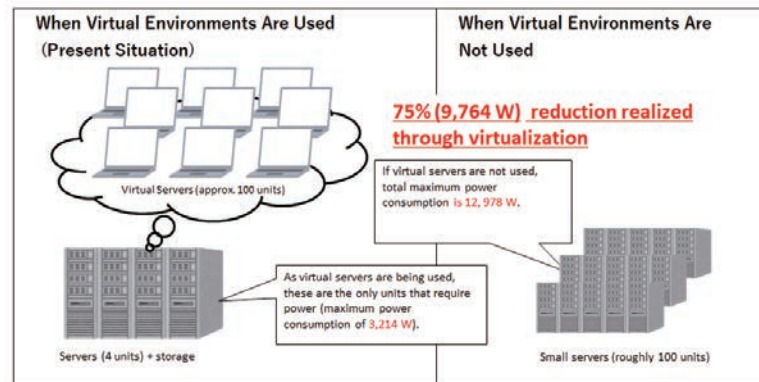 When Virtual Environments Are Used
(Present Situation)
Virtual Servers (approx. 100 units)
As virtual servers are being used,
these are the only units that require
power (maximum power
consumption of 3,214 W).
Servers (4 units) + storage
When Virtual Environments Are
Not Used
75% (9,764 W) reduction realized
through virtualization
If virtual servers are not used,
total maximum power
consumption is 12, 978 W.
Small servers (roughly 100 units)